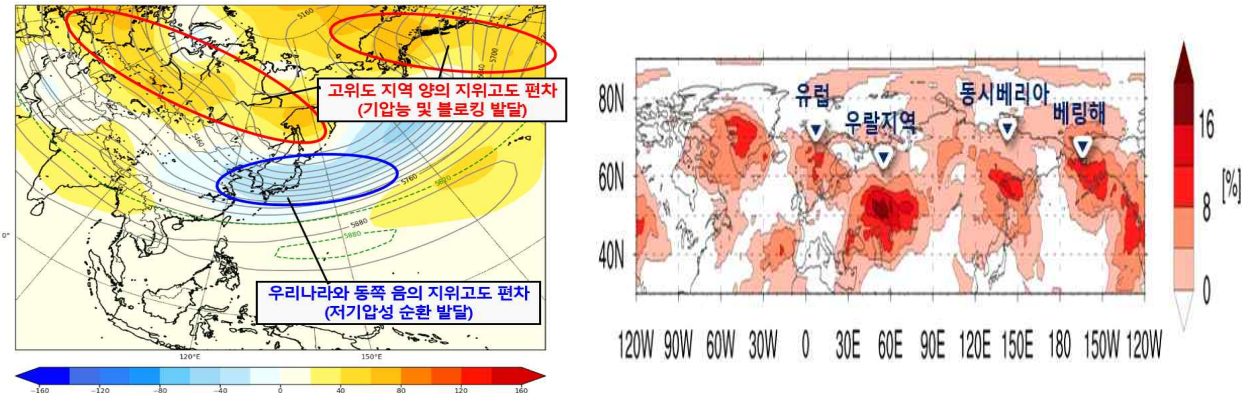 5160
5700
5640
고위도 지역 양의 지위고도 편차
(기압능 및 블로킹 발달)
5820
5760
5880
5880
0°
우리나라와 동쪽 음의 지위고도 편차
(저기압성 순환 발달)
120°E 150°E
−160 −120 −80 −40 0 40 80 120 160
유럽
우랄지역
동시베리아
베링해
80N
60N
40N
120W 90W 60W 30W 0 30E 60E 90E 120E 150E 180 150W 120W
16
8
0
[%]